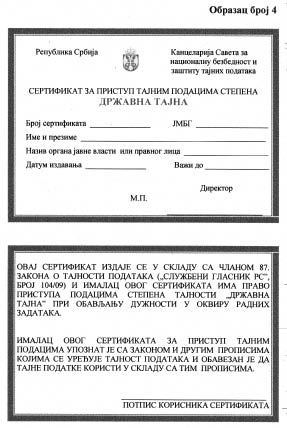 Образац број 4
Република Србија
Канцеларија Савета за
националну безбедност и
заштиту тајних података
СЕРТИФИКАТ ЗА ПРИСТУП ТАЈНИМ ПОДАЦИМА СТЕПЕНА
ДРЖАВНА ТАЈНА
Број сертификата ЈМБГ
Име и презиме
Назив органа јавне власти или правног лица
Датум издавања Важи до
Директор
М.П.
ОВАЈ СЕРТИФИКАТ ИЗДАЈЕ СЕ У СКЛАДУ СА ЧЛАНОМ 87.
ЗАКОНА О ТАЈНОСТИ ПОДАТАКА („СЛУЖБЕНИ ГЛАСНИК РС",
БРОЈ 104/09) И ИМАЛАЦ ОВОГ СЕРТИФИКАТА ИМА ПРАВО
ПРИСТУПА ПОДАЦИМА СТЕПЕНА ТАЈНОСТИ „ДРЖАВНА
ТАЈНА" ПРИ ОБАВЉАЊУ ДУЖНОСТИ У ОКВИРУ РАДНИХ
ЗАДАТАКА.
ИМАЛАЦ ОВОГ СЕРТИФИКАТА ЗА ПРИСТУП ТАЈНИМ
ПОДАЦИМА УПОЗНАТ ЈЕ СА ЗАКОНОМ И ДРУГИМ ПРОПИСИМА
КОЈИМА СЕ УРЕЂУЈЕ ТАЈНОСТ ПОДАТАКА И ОБАВЕЗАН ЈЕ ДА
ТАЈНЕ ПОДАТКЕ КОРИСТИ У СКЛАДУ СА ТИМ ПРОПИСИМА.
ПОТПИС КОРИСНИКА СЕРТИФИКАТА